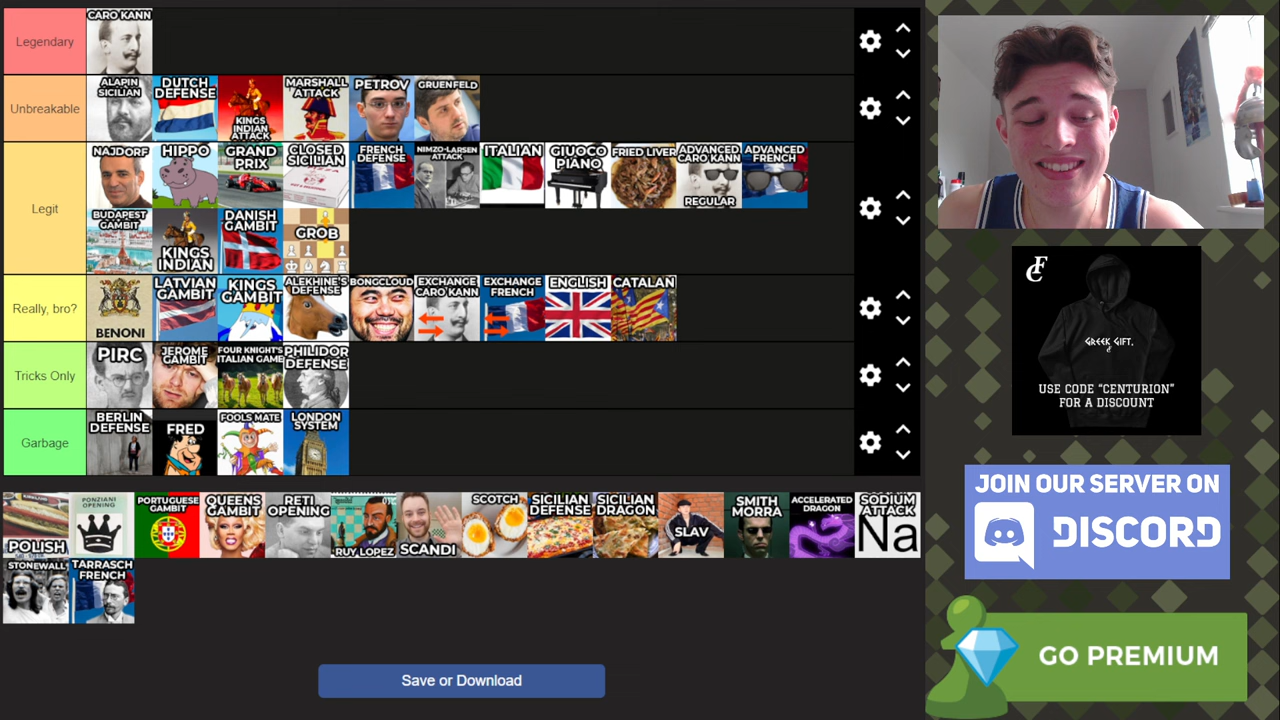 Legendary
CARO KANN
Unbreakable
ALAPIN
SICILIAN
DUTCH
DEFENSE
KINGS
INDIAN
ATTACK
MARSHALL
ATTACK
PETROV
GRUENFELD
Legit
NAJDORF
HIPPO
GRAND
PRIX
CLOSED
SICILIAN
FRENCH
DEFENSE
NIMZO-LARSEN
ATTACK
ITALIAN
GIUOCO
PIANO
FRIED LIVER
ADVANCED
CARO KANN
REGULAR
ADVANCED
FRENCH
BUDAPEST
GAMBIT
KINGS
INDIAN
DANISH
GAMBIT
GROB
Really, bro?
BENONI
LATVIAN
GAMBIT
KINGS
GAMBIT
ALEKHINE'S
DEFENSE
BONGCLOUD
EXCHANGE
CARO KANN
EXCHANGE
FRENCH
ENGLISH
CATALAN
Tricks Only
PIRC
JEROME
GAMBIT
FOUR KNIGHT'S
ITALIAN GAME
PHILIDOR
DEFENSE
Garbage
BERLIN
DEFENSE
FRED
FOOLS MATE
LONDON
SYSTEM
POLISH
PONZIANI
OPENING
PORTUGUESE
GAMBIT
QUEENS
GAMBIT
RETI
OPENING
RUY LOPEZ
SCANDI
SCOTCH
SICILIAN
DEFENSE
SICILIAN
DRAGON
SLAV
SMITH
MORRA
ACCELERATED
DRAGON
SODIUM
ATTACK
Na
STONEWALL
TARRASCH
FRENCH
Save or Download
GREEK GIFT.
USE CODE "CENTURION"
FOR A DISCOUNT
JOIN OUR SERVER ON
DISCORD
GO PREMIUM